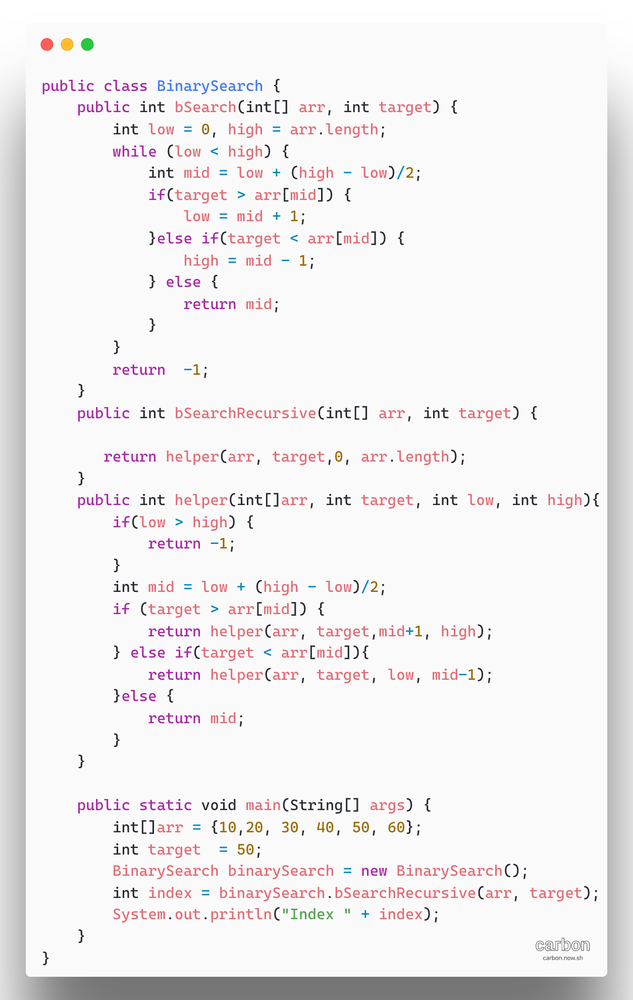 public class BinarySearch {
    public int bSearch(int[] arr, int target) {
        int low = 0, high = arr.length;
        while (low < high) {
            int mid = low + (high - low)/2;
            if(target > arr[mid]) {
                low = mid + 1;
            }else if(target < arr[mid]) {
                high = mid - 1;
            } else {
                return mid;
            }
        }
        return  -1;
    }
    public int bSearchRecursive(int[] arr, int target) {

       return helper(arr, target,0, arr.length);
    }
    public int helper(int[]arr, int target, int low, int high){
        if(low > high) {
            return -1;
        }
        int mid = low + (high - low)/2;
        if (target > arr[mid]) {
            return helper(arr, target,mid+1, high);
        } else if(target < arr[mid]){
            return helper(arr, target, low, mid-1);
        }else {
            return mid;
        }
    }

    public static void main(String[] args) {
        int[]arr = {10,20, 30, 40, 50, 60};
        int target  = 50;
        BinarySearch binarySearch = new BinarySearch();
        int index = binarySearch.bSearchRecursive(arr, target);
        System.out.println("Index " + index);
    }
}
carbon
carbon.now.sh